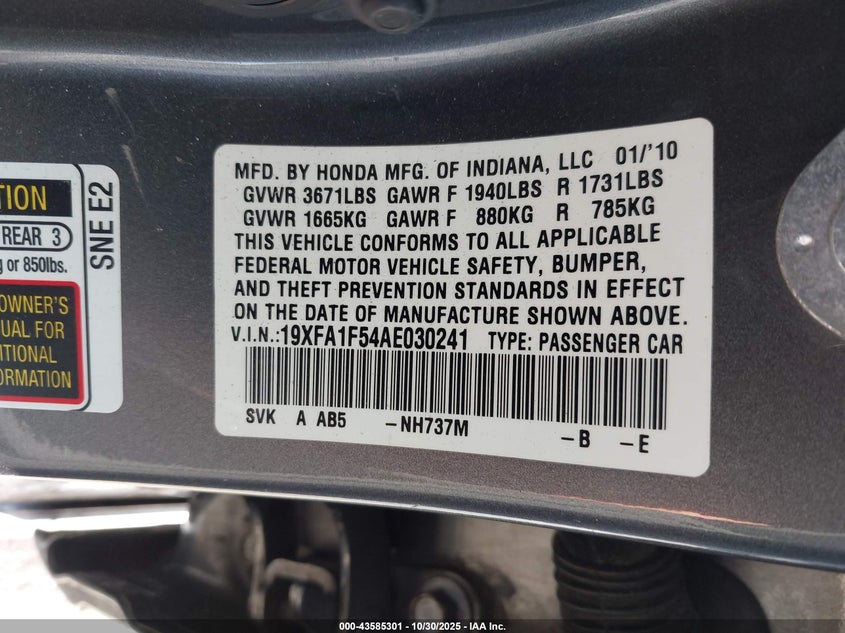 TION
REAR 3
g or 850lbs.
OWNER'S
UAL FOR
ITIONAL
FORMATION
SNE E2
MFD. BY HONDA MFG. OF INDIANA, LLC 01/'10
GVWR 3671LBS GAWR F 1940LBS R 1731LBS
GVWR 1665KG GAWR F 880KG R 785KG
THIS VEHICLE CONFORMS TO ALL APPLICABLE
FEDERAL MOTOR VEHICLE SAFETY, BUMPER,
AND THEFT PREVENTION STANDARDS IN EFFECT
ON THE DATE OF MANUFACTURE SHOWN ABOVE.
V.I.N.:19XFA1F54AE030241 TYPE: PASSENGER CAR
SVK A AB5 -NH737M -B -E
000-43585301 - 10/30/2025 - IAA Inc.